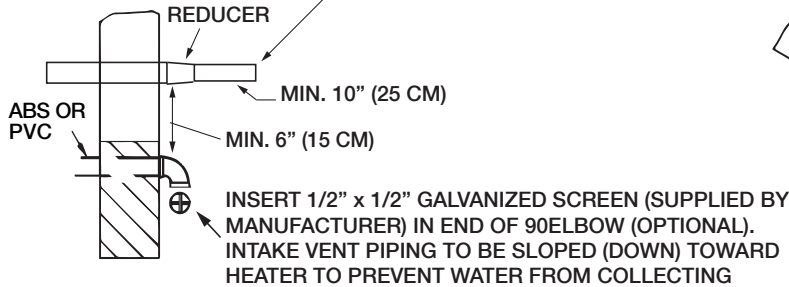 REDUCER
MIN. 10” (25 CM)
ABS OR
PVC
MIN. 6” (15 CM)
INSERT 1/2” x 1/2” GALVANIZED SCREEN (SUPPLIED BY
MANUFACTURER) IN END OF 90ELBOW (OPTIONAL).
INTAKE VENT PIPING TO BE SLOPED (DOWN) TOWARD
HEATER TO PREVENT WATER FROM COLLECTING